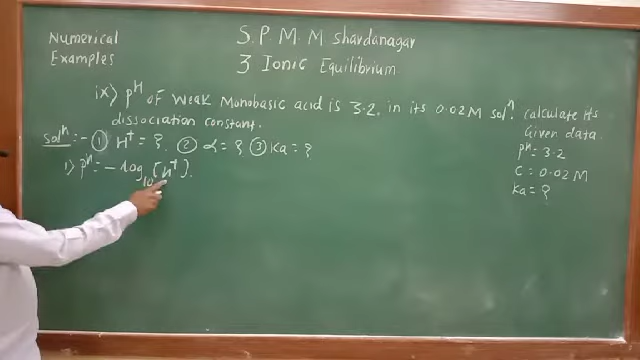 Numerical
Examples
S.P.M.M Shardanagar
3 Ionic Equilibrium
ix> pH of weak Monobasic acid is 3.2, in its 0.02M solⁿ, calculate its
dissociation constant.
solⁿ:- ① H⁺ = ? ② α = ? ③ Ka = ?
i> pH = -log₁₀[H⁺].
Given data.
pH = 3.2
C = 0.02M
Ka = ?